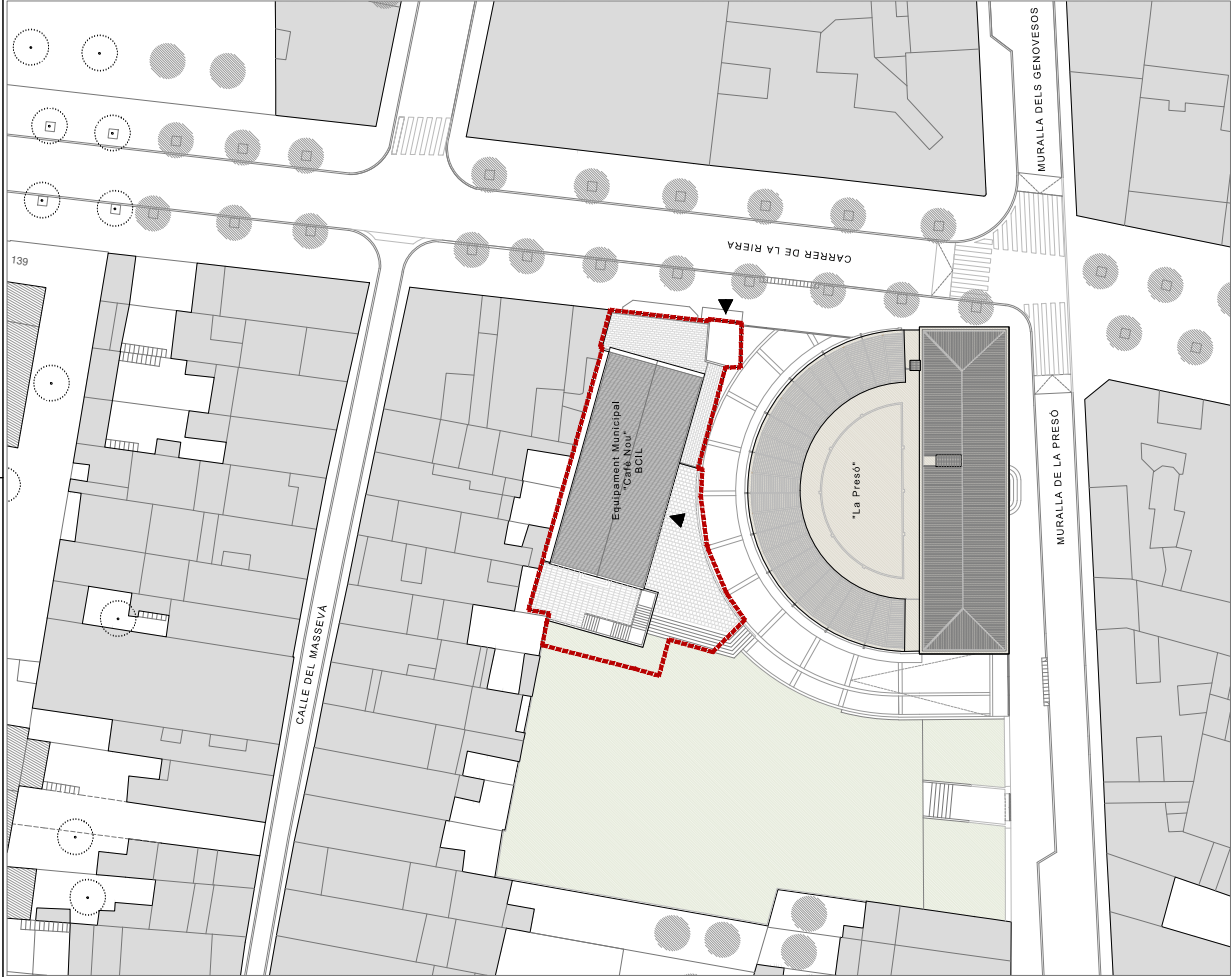 MURALLA DELS GENOVESOS
CARRER DE LA RIERA
139
Equipament Municipal
"Café Nou"
BCIL
"La Presó"
MURALLA DE LA PRESÓ
CALLE DEL MASSEVÀ